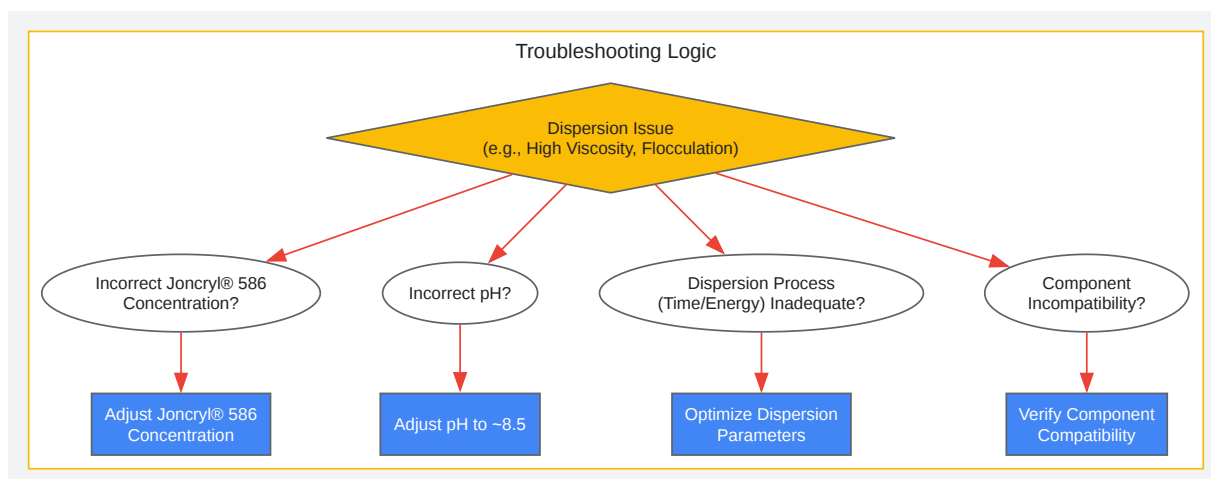 Troubleshooting Logic
Dispersion Issue
(e.g., High Viscosity, Flocculation)
Incorrect Joncryl® 586
Concentration?
Incorrect pH?
Dispersion Process
(Time/Energy) Inadequate?
Component
Incompatibility?
Adjust Joncryl® 586
Concentration
Adjust pH to ~8.5
Optimize Dispersion
Parameters
Verify Component
Compatibility